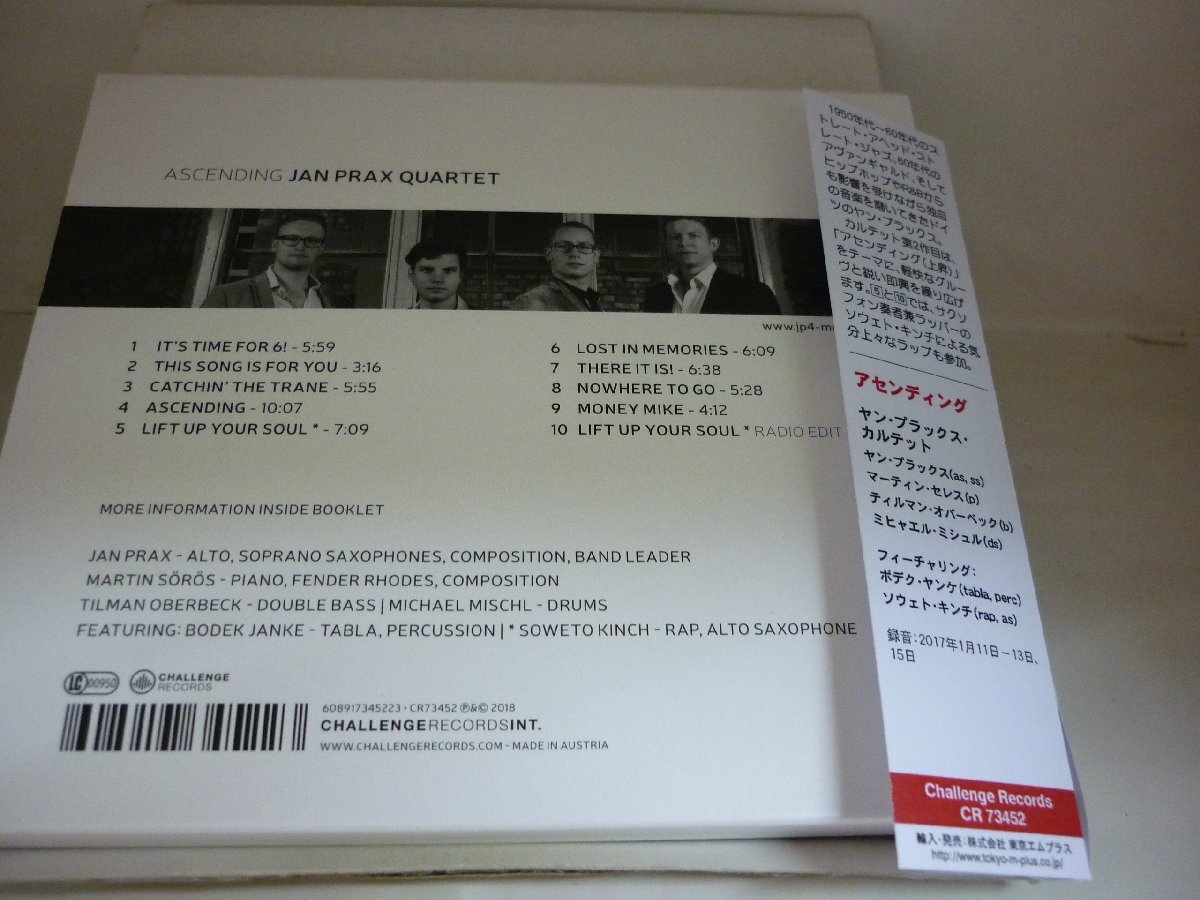 ASCENDING JAN PRAX QUARTET
www.jp4-m
1 IT'S TIME FOR 6! - 5:59
2 THIS SONG IS FOR YOU - 3:16
3 CATCHIN' THE TRANE - 5:55
4 ASCENDING - 10:07
5 LIFT UP YOUR SOUL * - 7:09
6 LOST IN MEMORIES - 6:09
7 THERE IT IS! - 6:38
8 NOWHERE TO GO - 5:28
9 MONEY MIKE - 4:12
10 LIFT UP YOUR SOUL * RADIO EDIT
MORE INFORMATION INSIDE BOOKLET
JAN PRAX - ALTO, SOPRANO SAXOPHONES, COMPOSITION, BAND LEADER
MARTIN SÖRÖS - PIANO, FENDER RHODES, COMPOSITION
TILMAN OBERBECK - DOUBLE BASS | MICHAEL MISCHL - DRUMS
FEATURING: BODEK JANKE - TABLA, PERCUSSION | * SOWETO KINCH - RAP, ALTO SAXOPHONE
LC 00950
CHALLENGE
RECORDS
608917345223 · CR73452 ℗&© 2018
CHALLENGERECORDSINT.
WWW.CHALLENGERECORDS.COM - MADE IN AUSTRIA
1950年代〜60年代のス
トレート・アヘッド・スト
レート・ジャズ、60年代の
アヴァンギャルド、そして
ヒップホップやR&Bから
も影響を受けながら独自
の音楽を磨いてきたドイ
ツのヤン・プラックス。
カルテット第2作目は、
「アセンディング(上昇)」
をテーマに、軽快なグルー
ヴと鋭い即興を繰り広げ
ます。5と10では、サクソ
フォン奏者兼ラッパーの
ソウェト・キンチによる気
分上々なラップも参加。
アセンディング
ヤン・プラックス・
カルテット
ヤン・プラックス(as, ss)
マーティン・セレス(p)
ティルマン・オバーベック(b)
ミヒャエル・ミシュル(ds)
フィーチャリング:
ボデク・ヤンケ(tabla, perc)
ソウェト・キンチ(rap, as)
録音:2017年1月11日－13日、
15日
Challenge Records
CR 73452
輸入・発売:株式会社 東京エムプラス
http://www.tokyo-m-plus.co.jp/